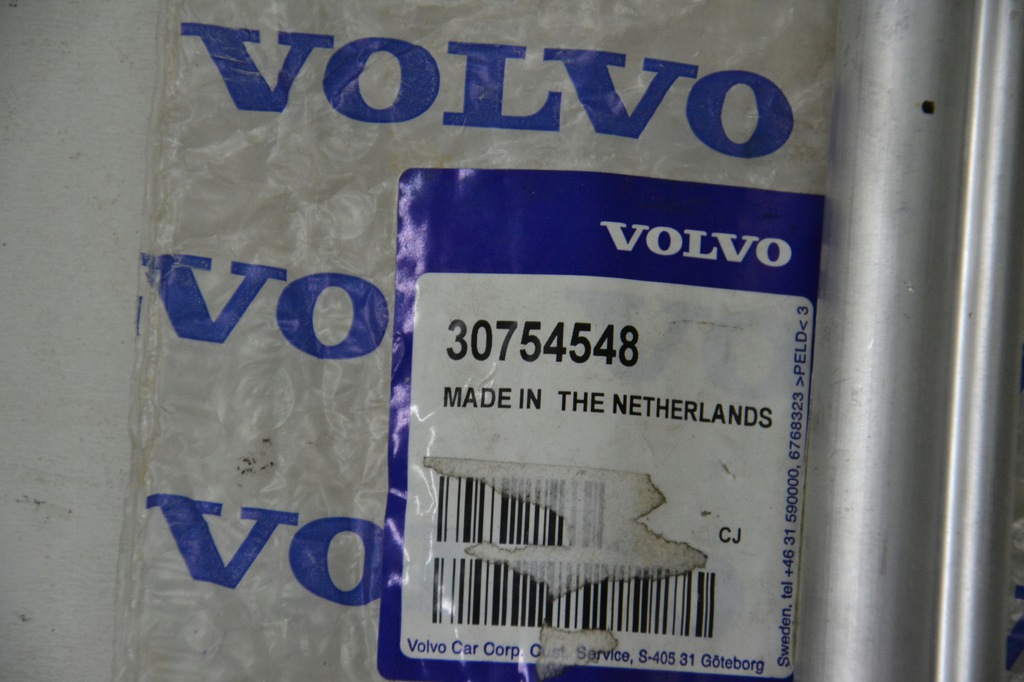 VOLVO
VOLVO
VO
30754548
MADE IN THE NETHERLANDS
VO
CJ
Volvo Car Oorp. Cust. Service, S-405 31 Göteborg
Sweden, tel +46 31 590000, 6768323 >PELD< 3